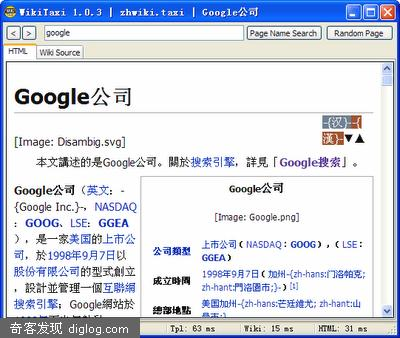 WikiTaxi 1.0.3 | zhwiki.taxi | Google公司
< > google Page Name Search Random Page
HTML Wiki Source
Google公司
-{汉}--{
漢}-▼▲
[Image: Disambig.svg]
本文講述的是Google公司。關於搜索引擎，詳見「Google搜索」。
Google公司（英文：-
{Google Inc.}-，NASDAQ
：GOOG、LSE：
GGEA
），是一家美国的上市公
司，於1998年9月7日以
股份有限公司的型式創立
，設計並管理一個互聯網
搜索引擎；Google網站於
Google公司
[Image: Google.png]
公司類型 上市公司（NASDAQ：GOOG），（LSE：
GGEA）
成立時間 1998年9月7日（加州-{zh-hans:门洛帕克;
zh-hant:門洛園市;}-）[1]
總部地點 美国加州-{zh-hans:芒廷維尤; zh-hant:山
奇客发现 diglog.com
Tpl: 63 ms Wiki: 15 ms HTML: 31 ms